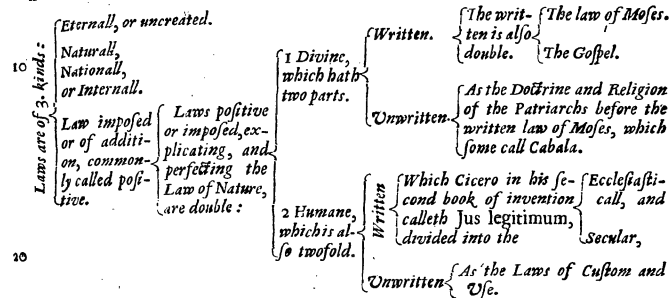 Laws are of 3. kinds:
Eternall, or uncreated.
10
Naturall,
Nationall,
or Internall.
Law imposed
or of additi-
on, common-
ly called posi-
tive.
Laws positive
or imposed, ex-
plicating, and
perfecting the
Law of Nature,
are double:
1 Divine,
which hath
two parts.
Written.
The writ-
ten is also
double.
The law of Moses.
The Gospel.
Unwritten
As the Doctrine and Religion
of the Patriarchs before the
written law of Moses, which
some call Cabala.
20
2 Humane,
which is al-
so twofold.
Written
Which Cicero in his se-
cond book of invention
calleth Jus legitimum,
divided into the
Ecclesiasti-
call, and
Secular,
Unwritten
As the Laws of Custom and
Use.